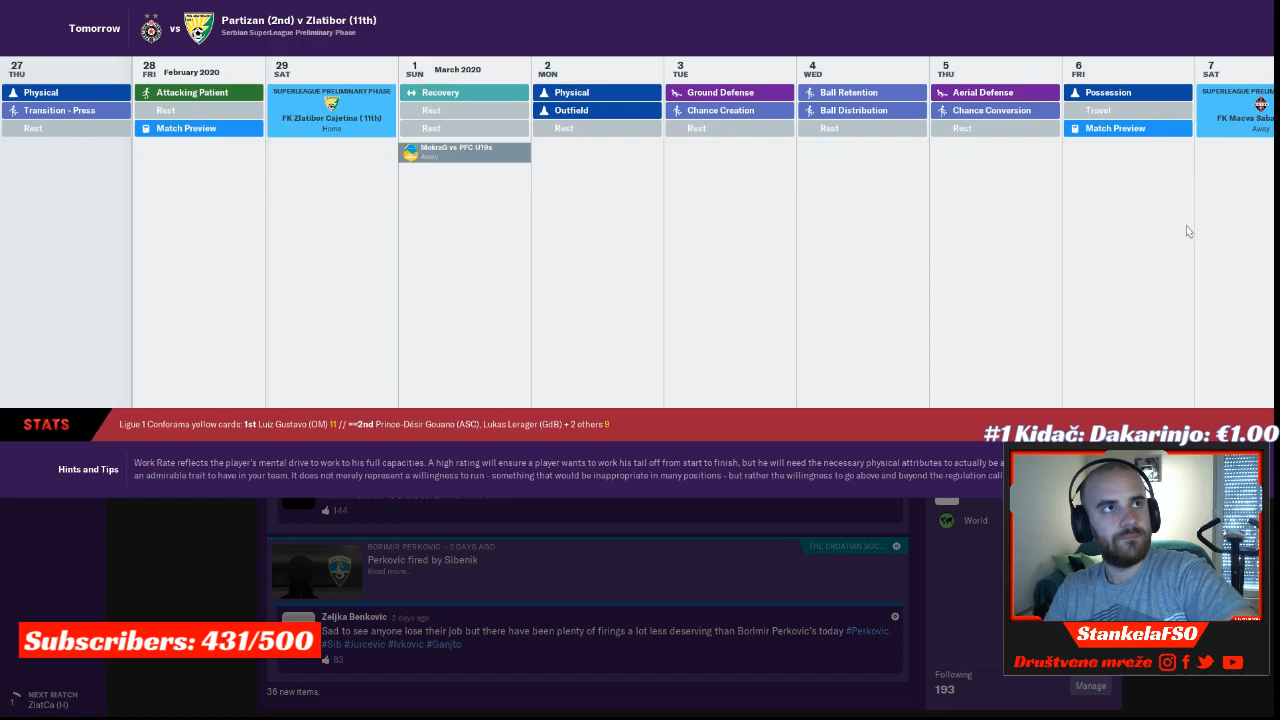 Tomorrow
vs
Partizan (2nd) v Zlatibor (11th)
Serbian SuperLeague Preliminary Phase
27 THU
28 FRI February 2020
29 SAT
1 SUN March 2020
2 MON
3 TUE
4 WED
5 THU
6 FRI
7 SAT
Physical
Transition - Press
Rest
Attacking Patient
Rest
Match Preview
SUPERLEAGUE PRELIMINARY PHASE
FK Zlatibor Cajetina (11th)
Home
Recovery
Rest
Rest
MokraG vs PFC U19s
Away
Physical
Outfield
Rest
Ground Defense
Chance Creation
Rest
Ball Retention
Ball Distribution
Rest
Aerial Defense
Chance Conversion
Rest
Possession
Travel
Match Preview
SUPERLEAGUE PRELIM
FK Macva Saba
Away
STATS
Ligue 1 Conforama yellow cards: 1st Luiz Gustavo (OM) 11 // ==2nd Prince-Désir Gouano (ASC), Lukas Lerager (GdB) + 2 others 9
#1 Kidač: Dakarinjo: €1.00
Hints and Tips
Work Rate reflects the player's mental drive to work to his full capacities. A high rating will ensure a player wants to work his tail off from start to finish, but he will need the necessary physical attributes to actually be a
an admirable trait to have in your team. It does not merely represent a willingness to run - something that would be inappropriate in many positions - but rather the willingness to go above and beyond the regulation call
144
World
BORIMIR PERKOVIC - 2 DAYS AGO
THE CROATIAN SOC...
Perkovic fired by Sibenik
Read more...
Zeljka Benkovic 2 days ago
Sad to see anyone lose their job but there have been plenty of firings a lot less deserving than Borimir Perkovic's today #Perkovic
#Sib #Jurcevic #Ivkovic #Ganjto
83
Subscribers: 431/500
StankelaFSO
Društvene mreže
Following
193
Manage
36 new items.
1
NEXT MATCH
ZlatCa (H)